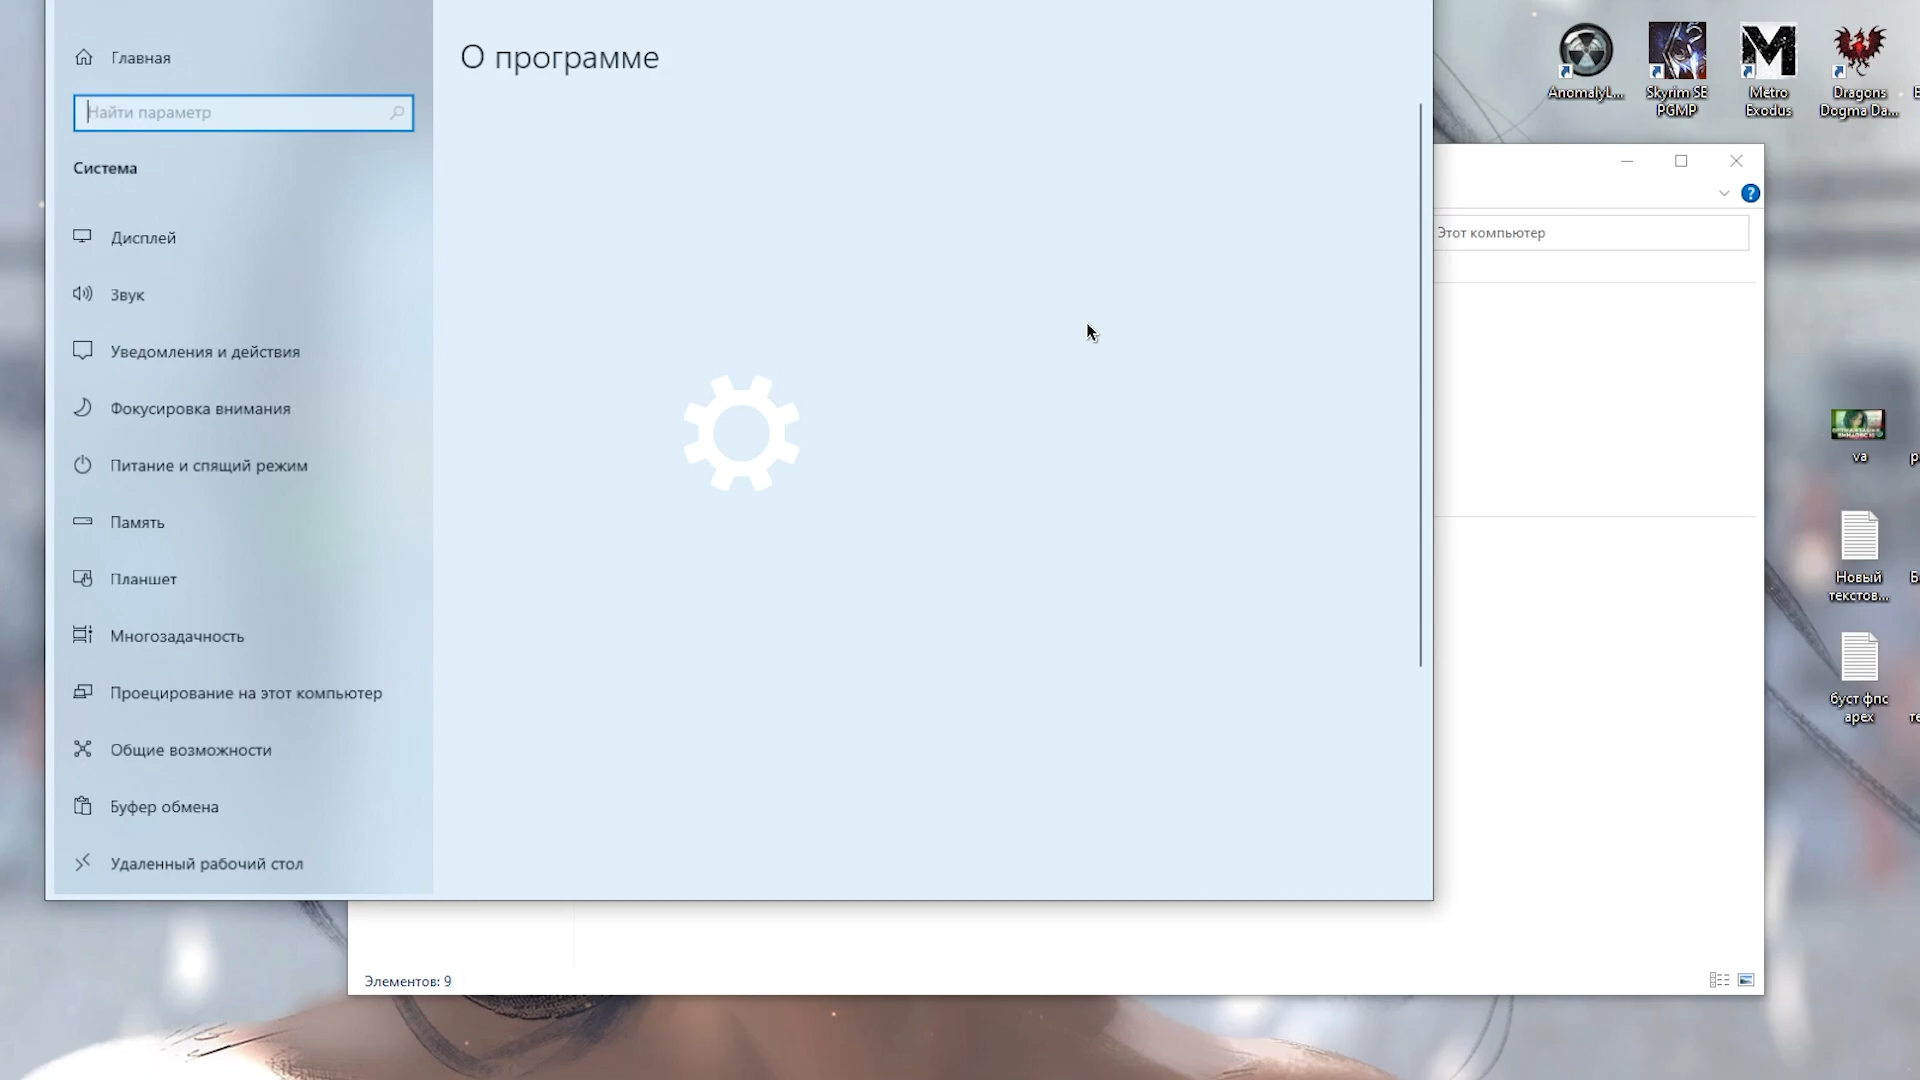 Главная
О программе
Найти параметр
Система
Дисплей
Звук
Уведомления и действия
Фокусировка внимания
Питание и спящий режим
Память
Планшет
Многозадачность
Проецирование на этот компьютер
Общие возможности
Буфер обмена
Удаленный рабочий стол
AnomalyL...
Skyrim SE
PGMP
Metro
Exodus
Dragons
Dogma Da...
?
Этот компьютер
va
Новый
текстов...
буст фпс
apex
Элементов: 9